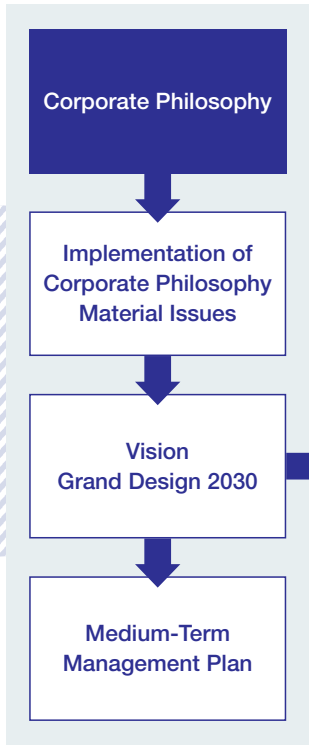 Corporate Philosophy
Implementation of
Corporate Philosophy
Material Issues
Vision
Grand Design 2030
Medium-Term
Management Plan